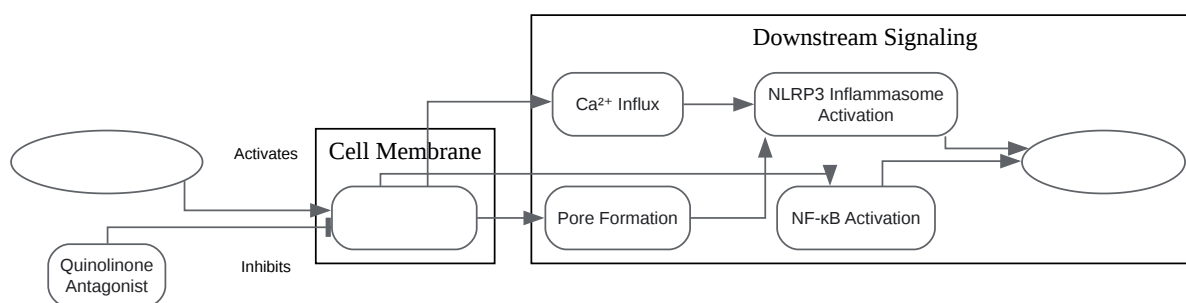 Downstream Signaling
Ca²⁺ Influx
NLRP3 Inflammasome
Activation
Activates
Cell Membrane
Pore Formation
NF-κB Activation
Quinolinone
Antagonist
Inhibits